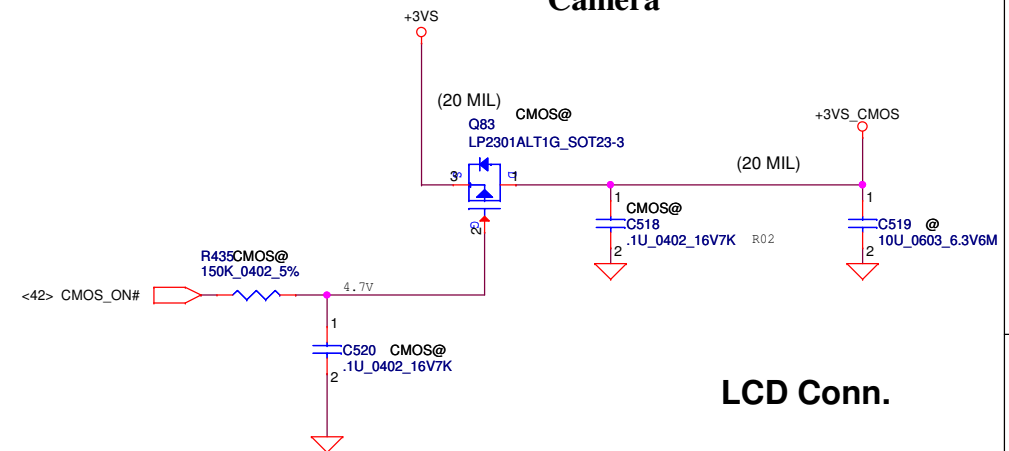 Camera
+3VS
(20 MIL)
CMOS@
Q83
LP2301ALT1G_SOT23-3
+3VS_CMOS
(20 MIL)
3
S
D
1
G
2
1
CMOS@
C518
.1U_0402_16V7K
R02
2
1
C519 @
10U_0603_6.3V6M
2
R435CMOS@
150K_0402_5%
<42> CMOS_ON#
4.7V
1
C520 CMOS@
.1U_0402_16V7K
2
LCD Conn.